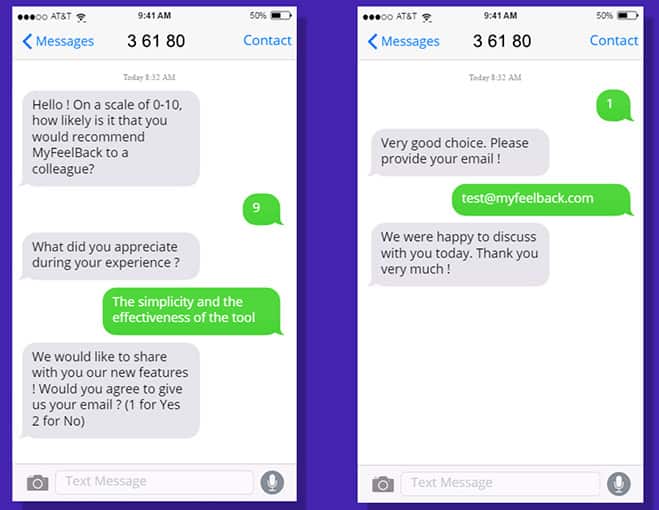 AT&T 9:41 AM 50%
Messages 3 61 80 Contact
Today 8:32 AM
Hello ! On a scale of 0-10,
how likely is it that you
would recommend
MyFeelBack to a
colleague?
9
What did you appreciate
during your experience ?
The simplicity and the
effectiveness of the tool
We would like to share
with you our new features
! Would you agree to give
us your email ? (1 for Yes
2 for No)
Text Message
AT&T 9:41 AM 50%
Messages 3 61 80 Contact
Today 8:32 AM
1
Very good choice. Please
provide your email !
test@myfeelback.com
We were happy to discuss
with you today. Thank you
very much !
Text Message